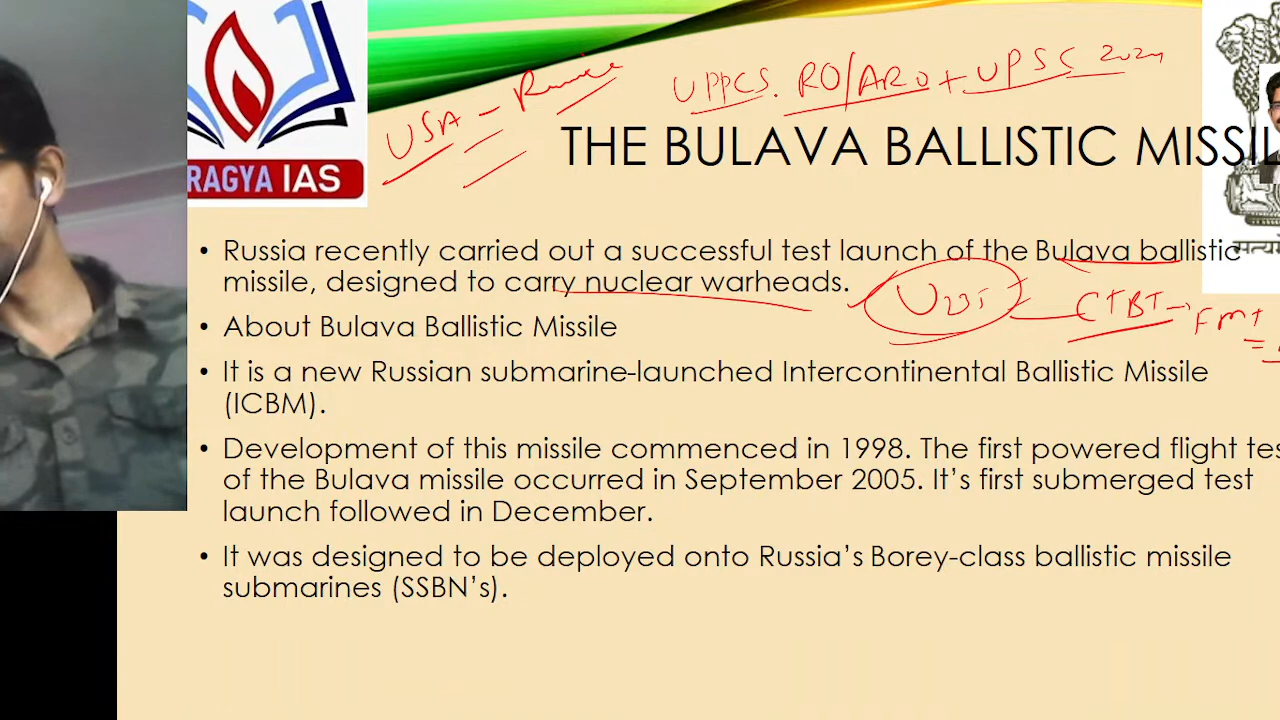 RAGYA IAS
USA - Russia
UPPCS. RO/ARO + UPSC 2024
THE BULAVA BALLISTIC MISSIL
• Russia recently carried out a successful test launch of the Bulava ballistic
missile, designed to carry nuclear warheads.
CTBT
• About Bulava Ballistic Missile
• It is a new Russian submarine-launched Intercontinental Ballistic Missile
(ICBM).
• Development of this missile commenced in 1998. The first powered flight tes
of the Bulava missile occurred in September 2005. It's first submerged test
launch followed in December.
• It was designed to be deployed onto Russia's Borey-class ballistic missile
submarines (SSBN's).